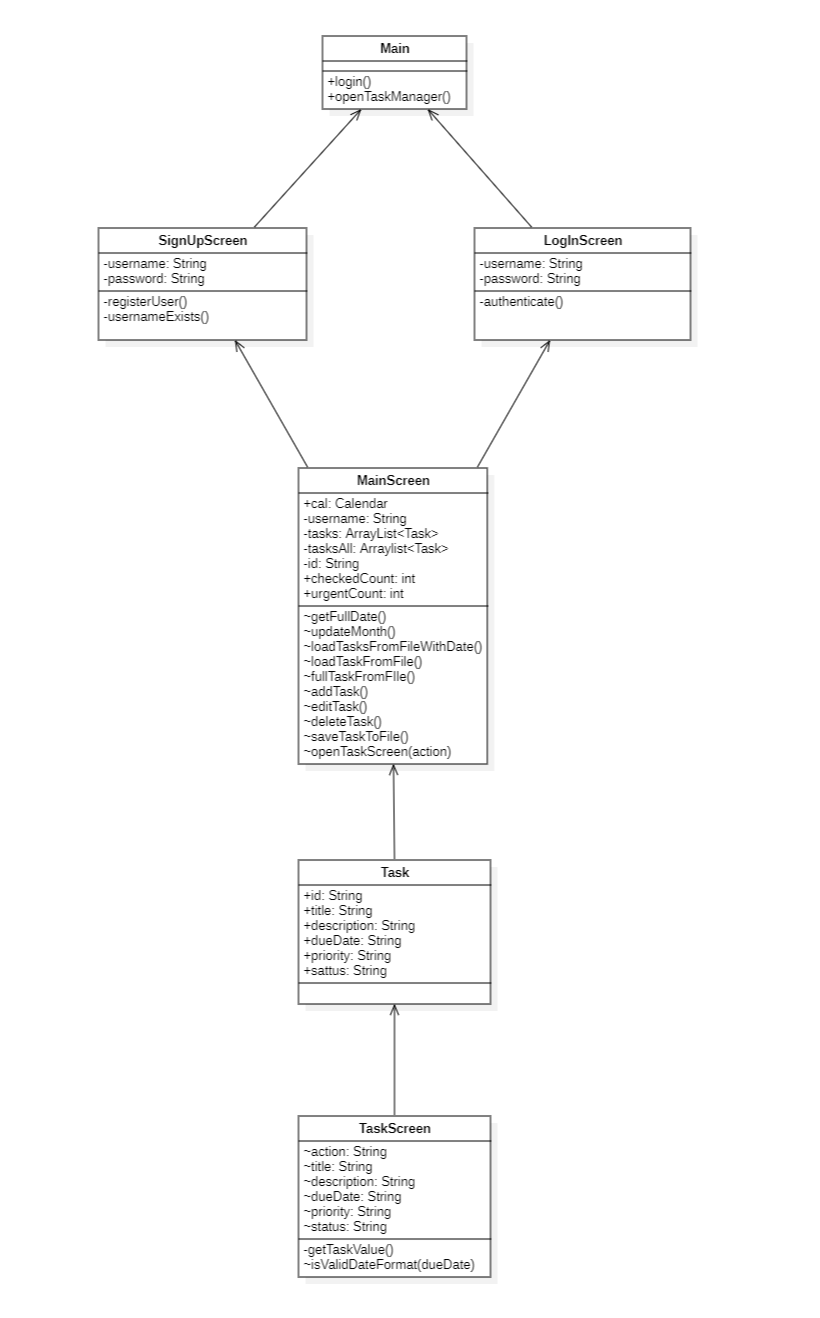 Main
+login()
+openTaskManager()
SignUpScreen
-username: String
-password: String
-registerUser()
-usernameExists()
LogInScreen
-username: String
-password: String
-authenticate()
MainScreen
+cal: Calendar
-username: String
-tasks: ArrayList<Task>
-tasksAll: Arraylist<Task>
-id: String
+checkedCount: int
+urgentCount: int
~getFullDate()
~updateMonth()
~loadTasksFromFileWithDate()
~loadTaskFromFile()
~fullTaskFromFIle()
~addTask()
~editTask()
~deleteTask()
~saveTaskToFile()
~openTaskScreen(action)
Task
+id: String
+title: String
+description: String
+dueDate: String
+priority: String
+sattus: String
TaskScreen
~action: String
~title: String
~description: String
~dueDate: String
~priority: String
~status: String
-getTaskValue()
~isValidDateFormat(dueDate)